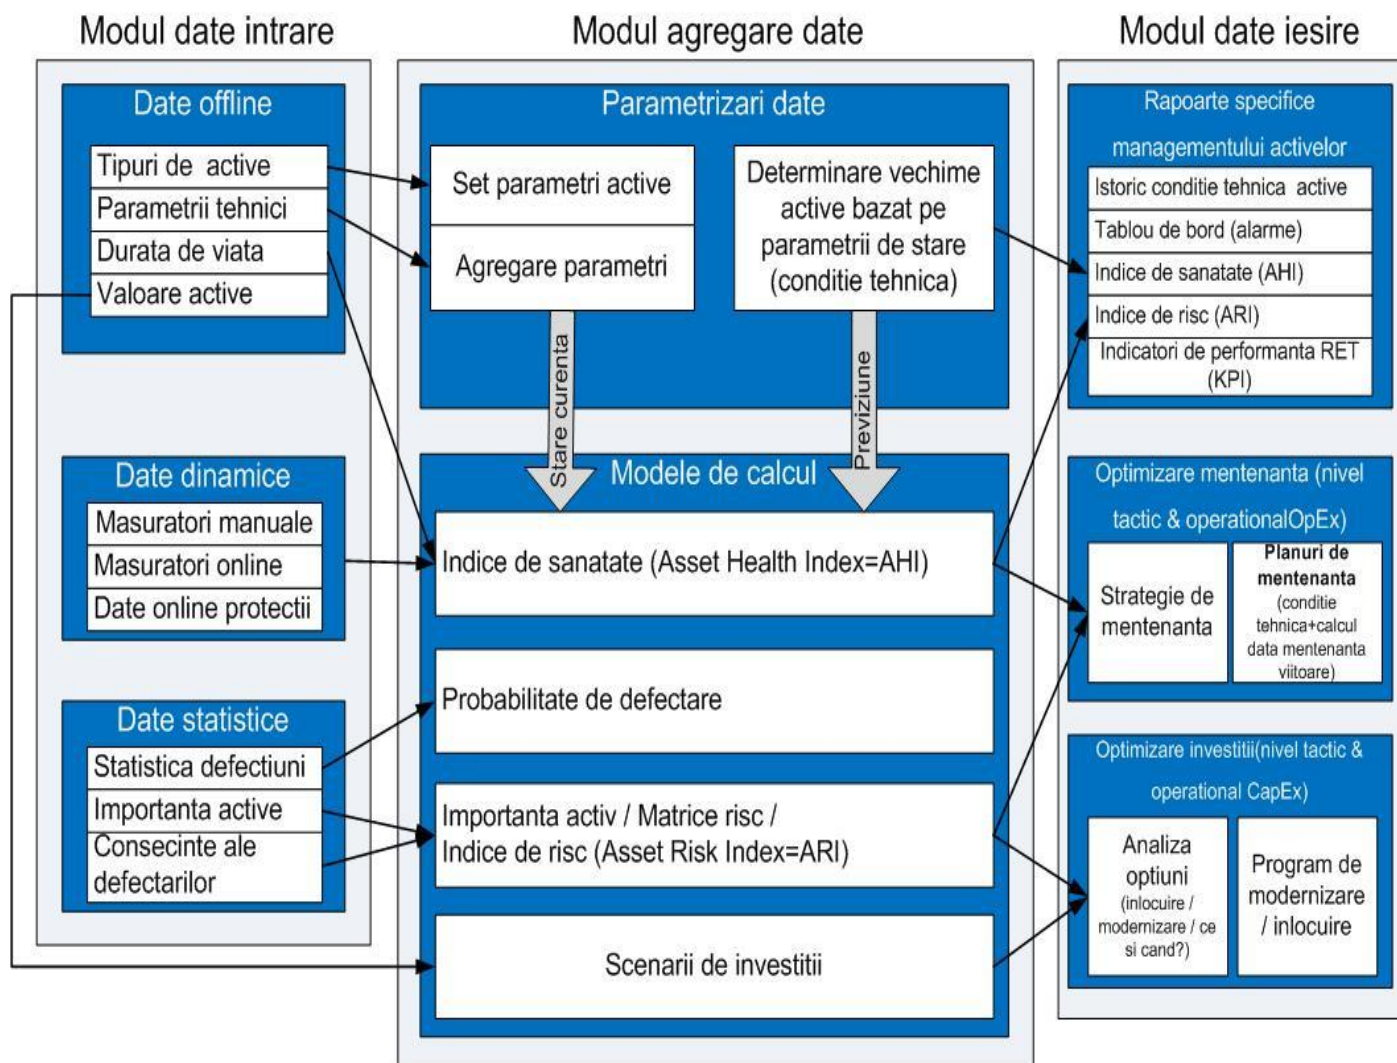 Modul date intrare
Date offline
Tipuri de active
Parametrii tehnici
Durata de viata
Valoare active
Date dinamice
Masuratori manuale
Masuratori online
Date online protectii
Date statistice
Statistica defectiuni
Importanta active
Consecinte ale
defectarilor
Modul agregare date
Parametrizari date
Set parametri active
Agregare parametri
Determinare vechime
active bazat pe
parametrii de stare
(conditie tehnica)
Stare curenta
Previziune
Modele de calcul
Indice de sanatate (Asset Health Index=AHI)
Probabilitate de defectare
Importanta activ / Matrice risc /
Indice de risc (Asset Risk Index=ARI)
Scenarii de investitii
Modul date iesire
Rapoarte specifice
managementului activelor
Istoric conditie tehnica active
Tablou de bord (alarme)
Indice de sanatate (AHI)
Indice de risc (ARI)
Indicatori de performanta RET
(KPI)
Optimizare mentenanta (nivel
tactic & operationalOpEx)
Strategie de
mentenanta
Planuri de
mentenanta
(conditie
tehnica+calcul
data mentenanta
viitoare)
Optimizare investitii(nivel tactic &
operational CapEx)
Analiza
optiuni
(inlocuire /
modernizare / ce
si cand?)
Program de
modernizare
/ inlocuire